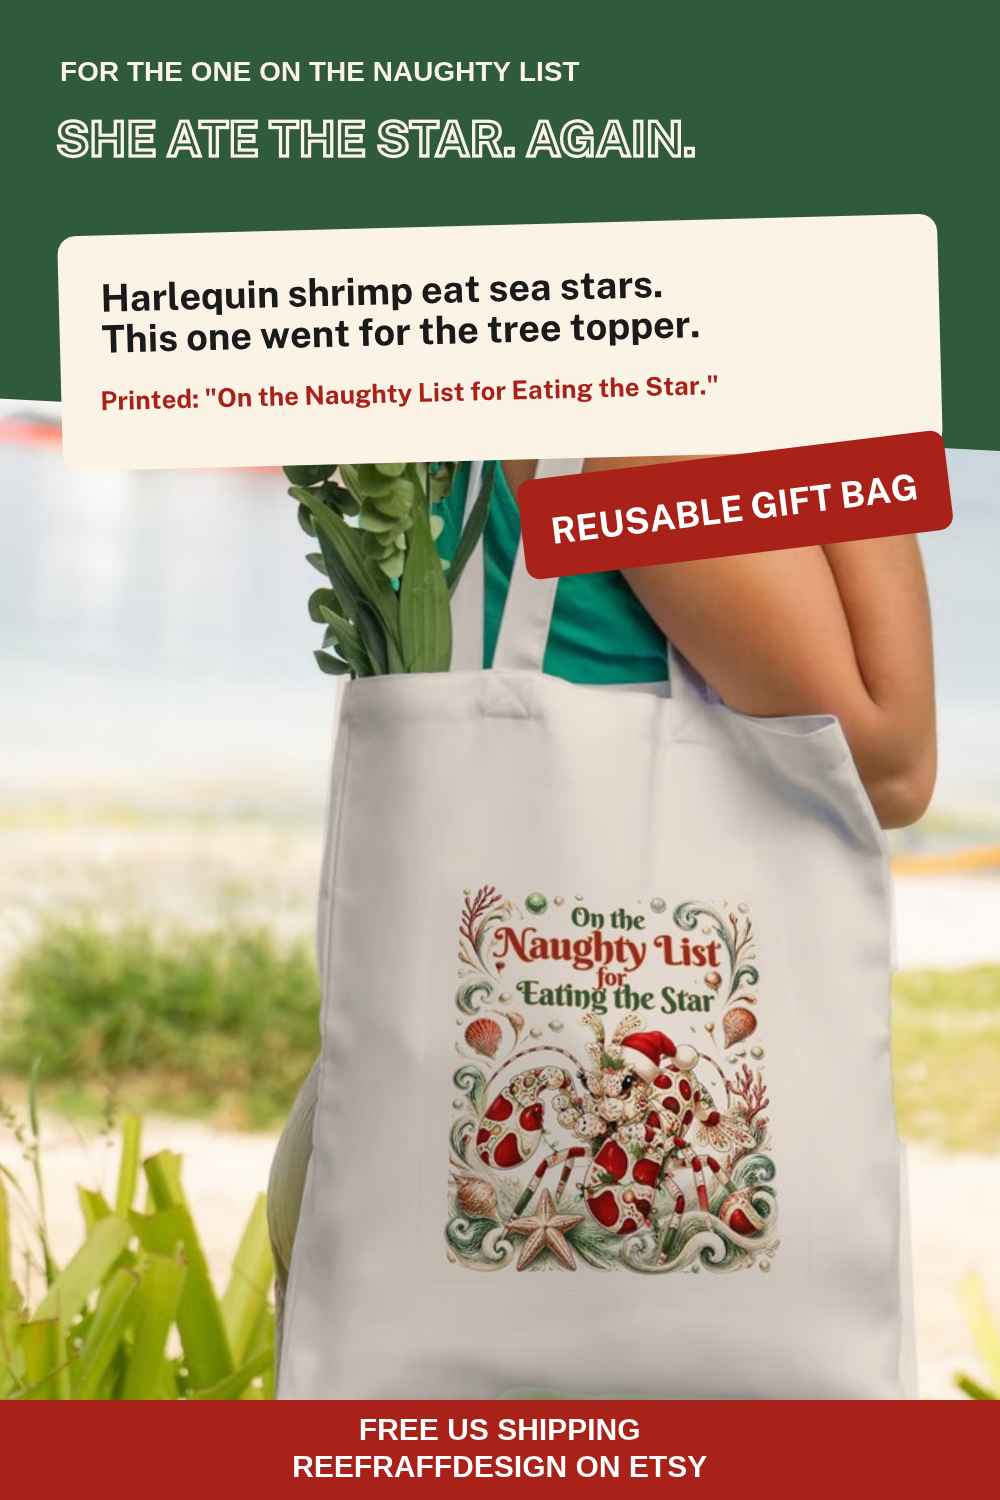 FOR THE ONE ON THE NAUGHTY LIST
SHE ATE THE STAR. AGAIN.
Harlequin shrimp eat sea stars.
This one went for the tree topper.
Printed: "On the Naughty List for Eating the Star."
REUSABLE GIFT BAG
On the
Naughty List
for
Eating the Star
FREE US SHIPPING
REEFRAFFDESIGN ON ETSY